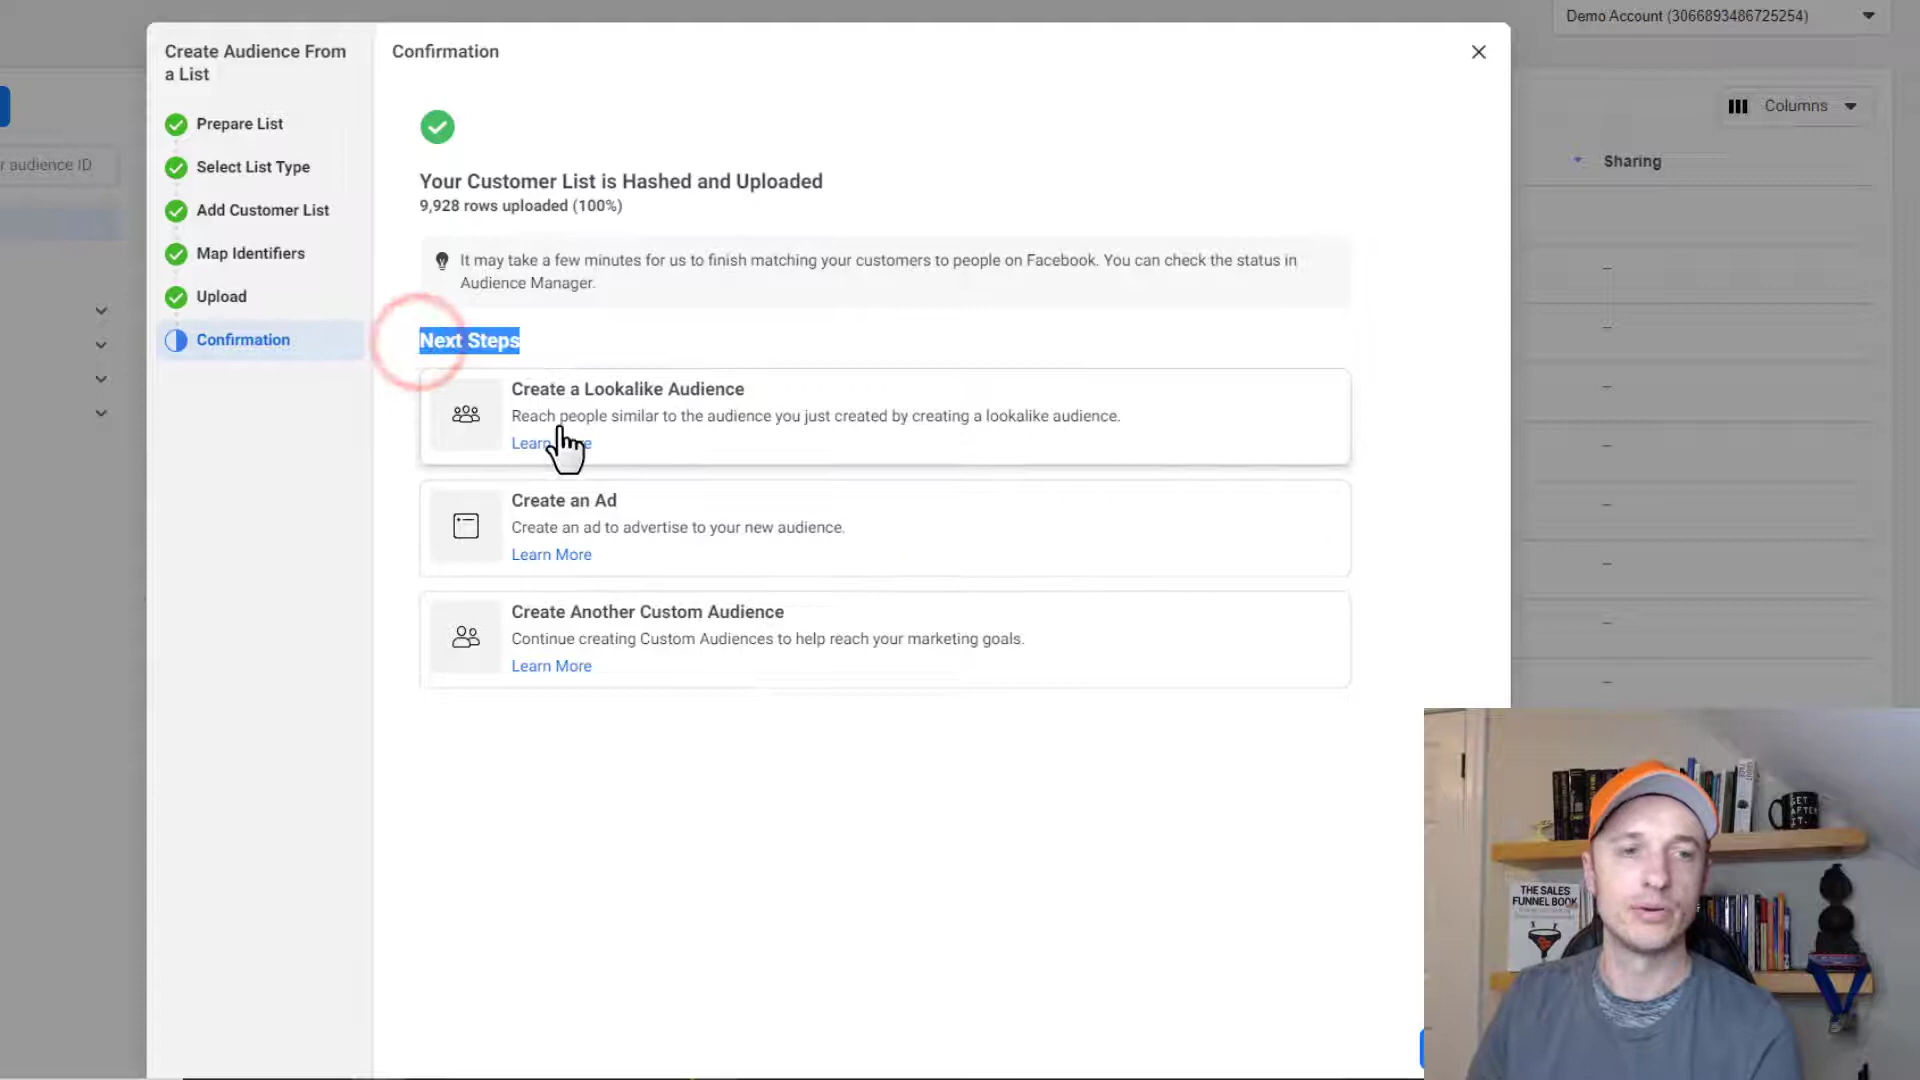 Demo Account (3066893486725254)
Create Audience From
a List
Confirmation
Prepare List
Select List Type
Add Customer List
Map Identifiers
Upload
Confirmation
r audience ID
Your Customer List is Hashed and Uploaded
9,928 rows uploaded (100%)
It may take a few minutes for us to finish matching your customers to people on Facebook. You can check the status in
Audience Manager.
Next Steps
Create a Lookalike Audience
Reach people similar to the audience you just created by creating a lookalike audience.
Learn
Create an Ad
Create an ad to advertise to your new audience.
Learn More
Create Another Custom Audience
Continue creating Custom Audiences to help reach your marketing goals.
Learn More
Columns
Sharing
GET
AFTER
IT.
THE SALES
FUNNEL BOOK